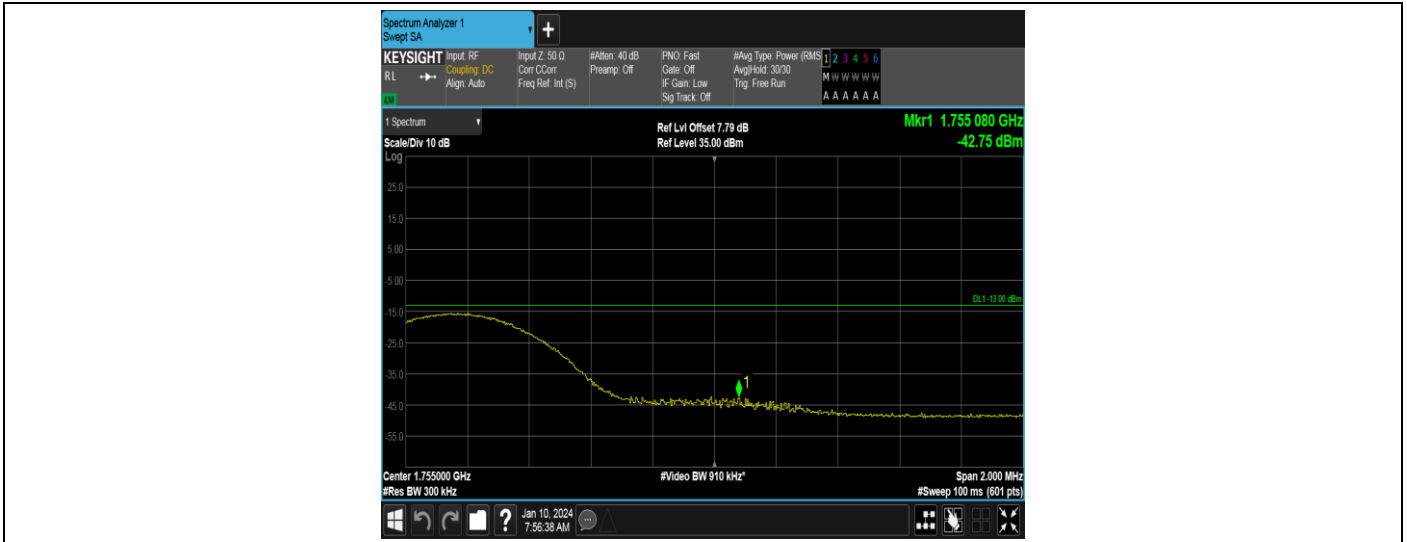 Spectrum Analyzer 1
Swept SA
+
KEYSIGHT Input: RF Input Z: 50 Ω #Atten: 40 dB PNO: Fast #Avg Type: Power (RMS 1 2 3 4 5 6
RL Coupling: DC Corr CCorr Preamp: Off Gate: Off Avg|Hold: 30/30 M W W W W W
Align: Auto Freq Ref: Int (S) IF Gain: Low Trig: Free Run
LXI Sig Track: Off A A A A A A
1 Spectrum Ref Lvl Offset 7.79 dB Mkr1 1.755 080 GHz
Scale/Div 10 dB Ref Level 35.00 dBm -42.75 dBm
Log
25.0
15.0
5.00
-5.00
DL1 -13.00 dBm
-15.0
-25.0
-35.0
1
-45.0
-55.0
Center 1.755000 GHz #Video BW 910 kHz* Span 2.000 MHz
#Res BW 300 kHz #Sweep 100 ms (601 pts)
? Jan 10, 2024
7:56:38 AM